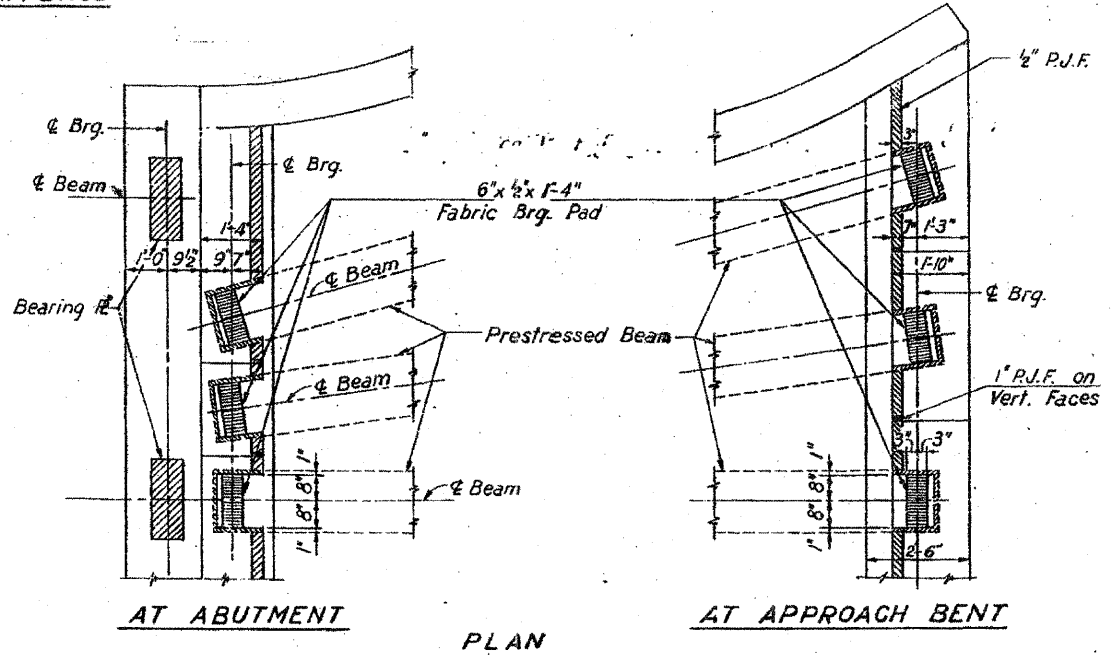 ½" P.J.F.
℄ Brg.
3"
℄ Brg.
℄ Beam
6" x ½" x 1'-4"
Fabric Brg. Pad
1'-4"
7" 1'-3"
1'-0" 9½" 9" 7"
℄ Beam
1'-10"
℄ Brg.
Bearing ℄
Prestressed Beam
℄ Beam
1" P.J.F. on
Vert. Faces
3" 3"
1"
8"
8"
1"
℄ Beam
1"
8"
8"
1"
2'-6"
AT ABUTMENT
AT APPROACH BENT
PLAN